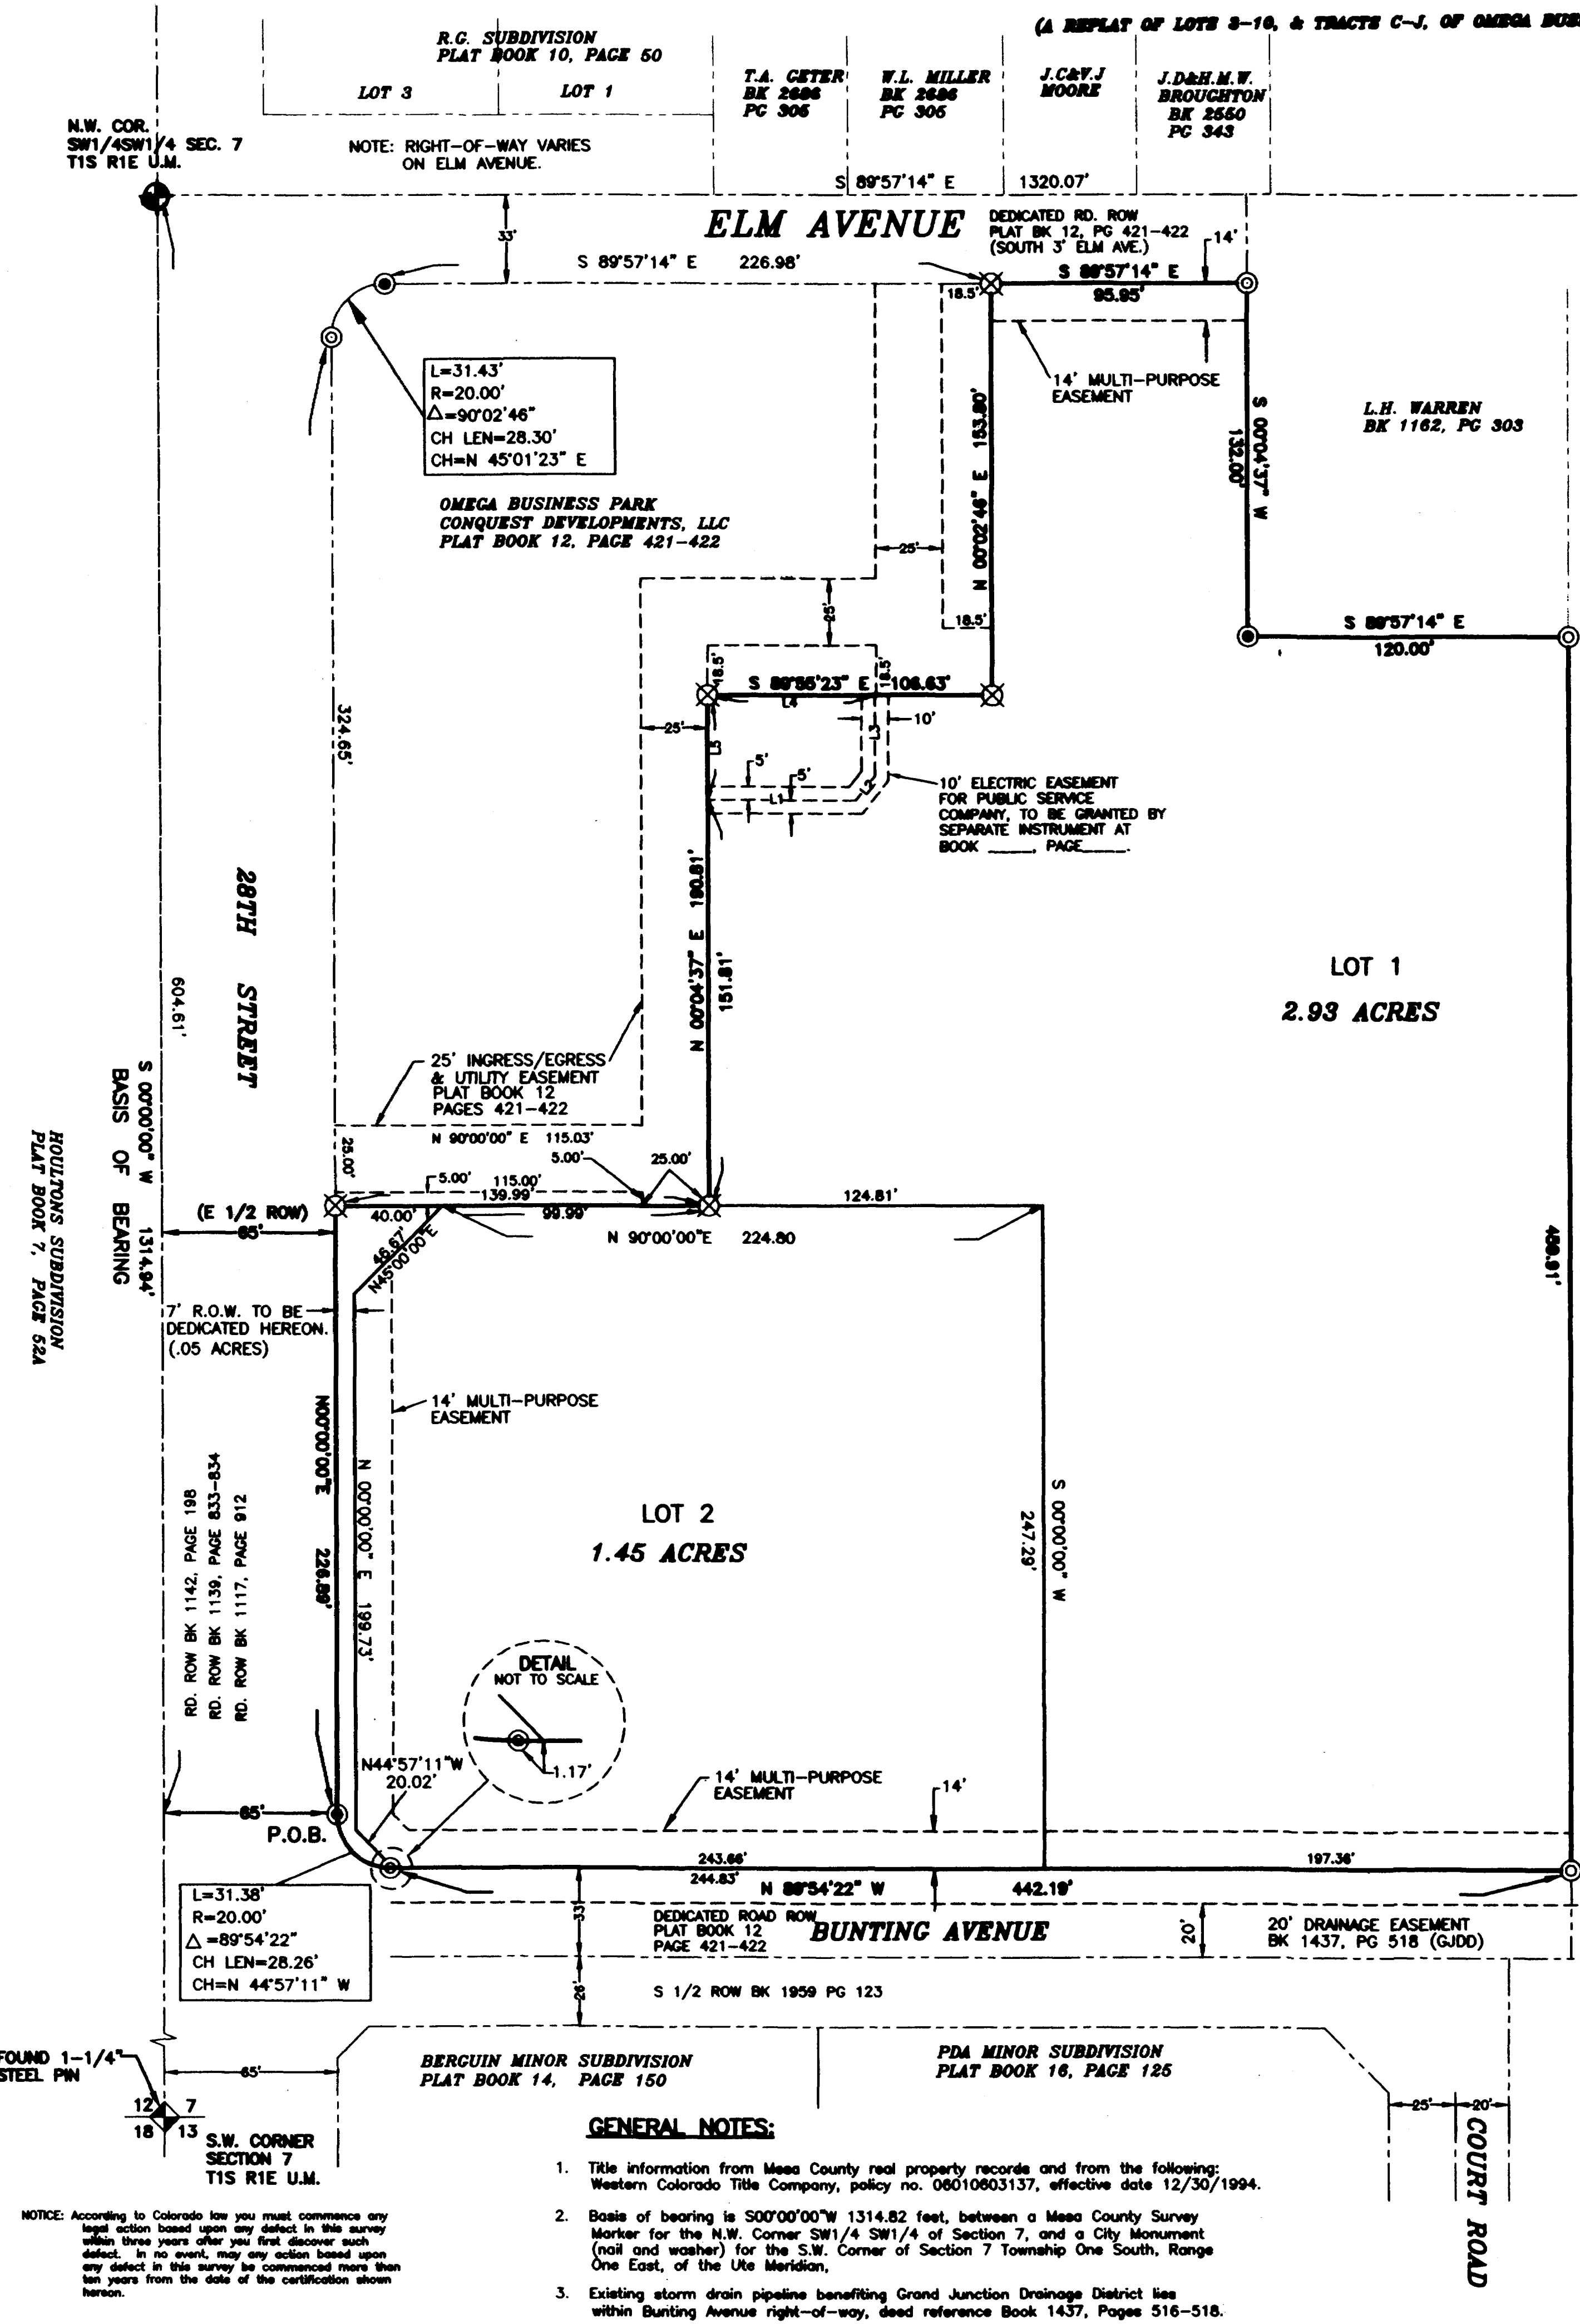 (A REPLAT OF LOTS 3-10, & TRACTS C-J, OF OMEGA
R.G. SUBDIVISION
PLAT BOOK 10, PAGE 50
LOT 3
LOT 1
T.A. GETER
BK 2686
PG 305
W.L. MILLER
BK 2686
PG 305
J.C&V.J
MOORE
J.D&H.M.W.
BROUGHTON
BK 2550
PG 343
N.W. COR.
SW1/4SW1/4 SEC. 7
T1S R1E U.M.
NOTE: RIGHT-OF-WAY VARIES
ON ELM AVENUE.
S 89°57'14" E 1320.07'
ELM AVENUE
DEDICATED RD. ROW
PLAT BK 12, PG 421-422
(SOUTH 3' ELM AVE.)
14'
33'
S 89°57'14" E 226.98'
S 89°57'14" E
95.95'
18.5'
L=31.43'
R=20.00'
△=90°02'46"
CH LEN=28.30'
CH=N 45°01'23" E
14' MULTI-PURPOSE
EASEMENT
N 00°02'46" E 153.80'
S 00°04'37" W
132.00'
L.H. WARREN
BK 1162, PG 303
OMEGA BUSINESS PARK
CONQUEST DEVELOPMENTS, LLC
PLAT BOOK 12, PAGE 421-422
25'
25'
18.5'
S 89°57'14" E
120.00'
18.5'
18.5'
S 89°55'23" E 106.63'
L4
324.65'
25'
L5
L3
10'
5'
5'
L1
L2
10' ELECTRIC EASEMENT
FOR PUBLIC SERVICE
COMPANY, TO BE GRANTED BY
SEPARATE INSTRUMENT AT
BOOK _____, PAGE_____.
28TH STREET
N 00°04'37" E 190.81'
151.81'
LOT 1
2.93 ACRES
604.61'
S 00°00'00" W 1314.94'
BASIS OF BEARING
HOULTONS SUBDIVISION
PLAT BOOK 7, PAGE 52A
25' INGRESS/EGRESS
& UTILITY EASEMENT
PLAT BOOK 12
PAGES 421-422
N 90°00'00" E 115.03'
25.00'
5.00'
25.00'
5.00'
115.00'
139.99'
124.81'
(E 1/2 ROW)
65'
40.00'
99.99'
N 90°00'00"E 224.80
46.67'
N45°00'00"E
459.91'
7' R.O.W. TO BE
DEDICATED HEREON.
(.05 ACRES)
14' MULTI-PURPOSE
EASEMENT
N00°00'00"E 226.89'
N 00°00'00" E 199.73'
RD. ROW BK 1142, PAGE 198
RD. ROW BK 1139, PAGE 833-834
RD. ROW BK 1117, PAGE 912
LOT 2
1.45 ACRES
S 00°00'00" W
247.29'
DETAIL
NOT TO SCALE
1.17'
N44°57'11"W
20.02'
14' MULTI-PURPOSE
EASEMENT
14'
65'
P.O.B.
243.66'
197.36'
244.83'
N 89°54'22" W 442.19'
L=31.38'
R=20.00'
△=89°54'22"
CH LEN=28.26'
CH=N 44°57'11" W
33'
DEDICATED ROAD ROW
PLAT BOOK 12
PAGE 421-422
BUNTING AVENUE
20'
20' DRAINAGE EASEMENT
BK 1437, PG 518 (GJDD)
26'
S 1/2 ROW BK 1959 PG 123
FOUND 1-1/4"
STEEL PIN
65'
BERGUIN MINOR SUBDIVISION
PLAT BOOK 14, PAGE 150
PDA MINOR SUBDIVISION
PLAT BOOK 16, PAGE 125
25'
20'
COURT ROAD
12 7
18 13
S.W. CORNER
SECTION 7
T1S R1E U.M.
GENERAL NOTES:
1. Title information from Mesa County real property records and from the following:
Western Colorado Title Company, policy no. 06010603137, effective date 12/30/1994.
2. Basis of bearing is S00°00'00"W 1314.82 feet, between a Mesa County Survey
Marker for the N.W. Corner SW1/4 SW1/4 of Section 7, and a City Monument
(nail and washer) for the S.W. Corner of Section 7 Township One South, Range
One East, of the Ute Meridian,
3. Existing storm drain pipeline benefiting Grand Junction Drainage District lies
within Bunting Avenue right-of-way, deed reference Book 1437, Pages 516-518.
NOTICE: According to Colorado law you must commence any
legal action based upon any defect in this survey
within three years after you first discover such
defect. In no event, may any action based upon
any defect in this survey be commenced more than
ten years from the date of the certification shown
hereon.